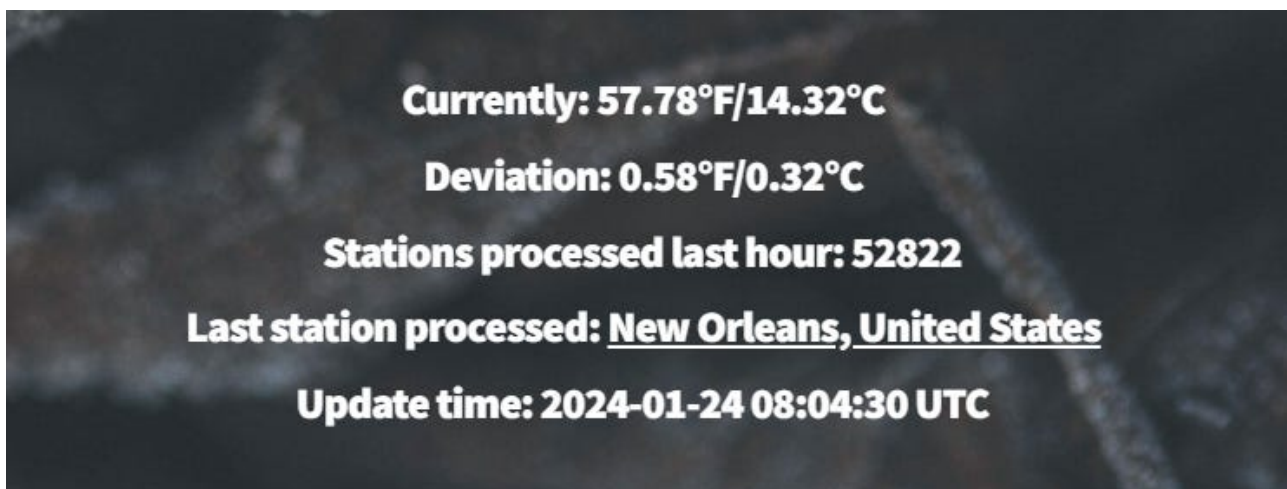 Currently: 57.78°F/14.32°C
Deviation: 0.58°F/0.32°C
Stations processed last hour: 52822
Last station processed: New Orleans, United States
Update time: 2024-01-24 08:04:30 UTC